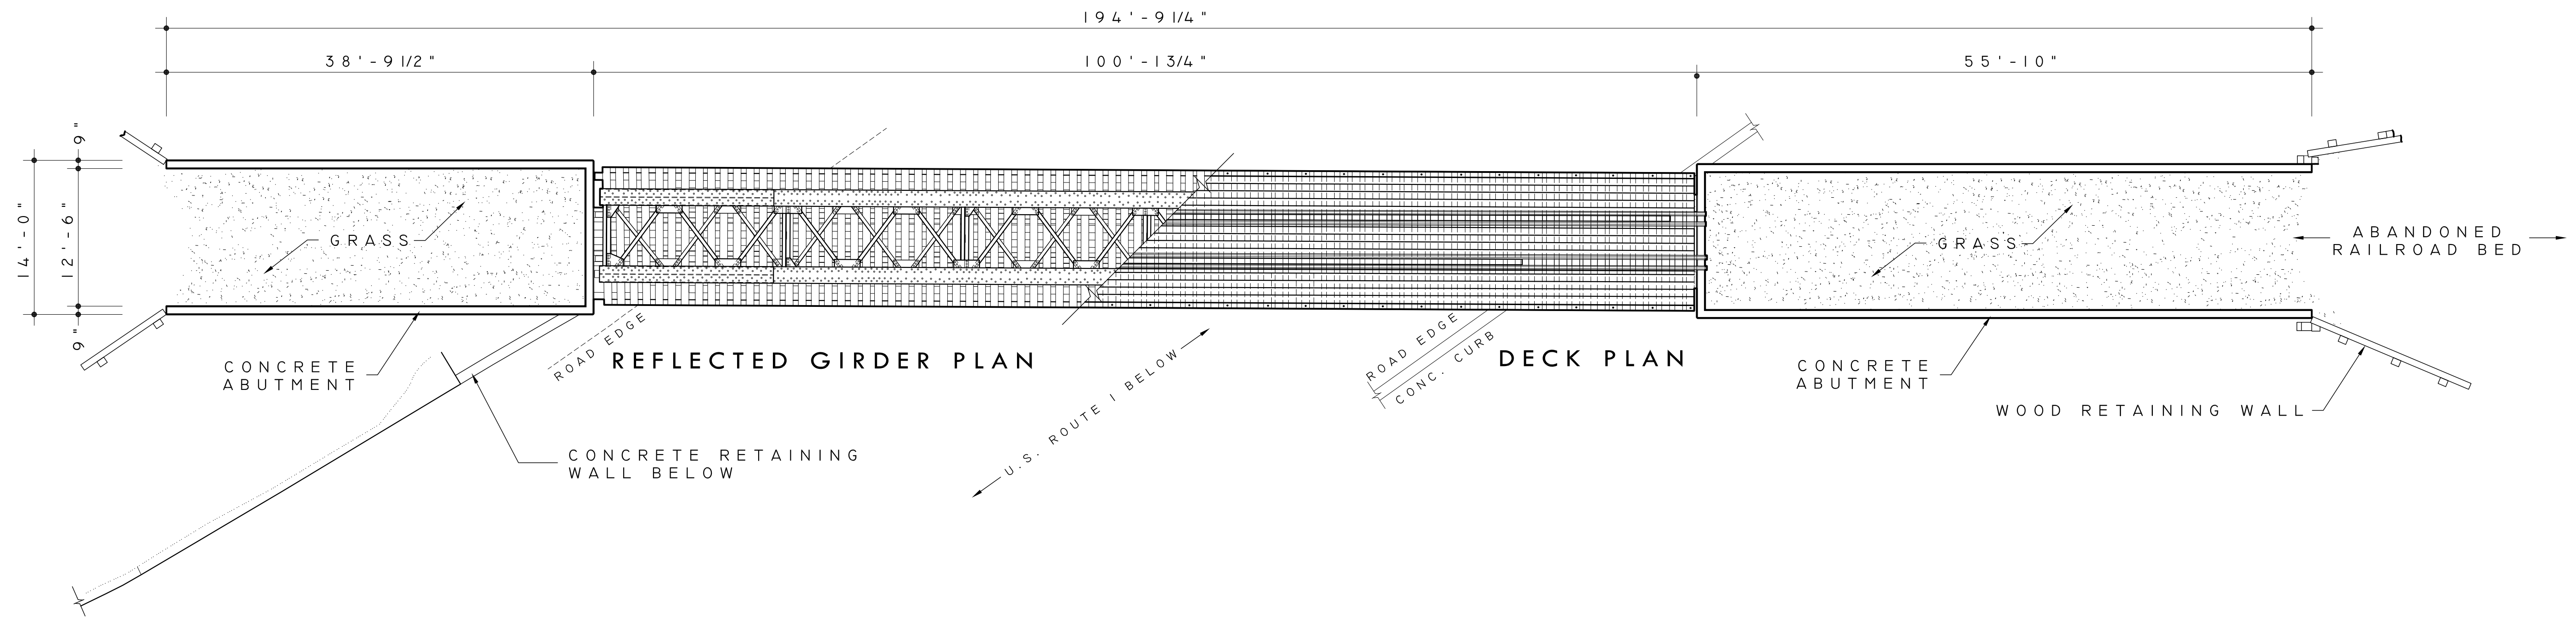 194'-9 1/4"
38'-9 1/2"
100'-1 3/4"
55'-10"
9"
14'-0"
12'-6"
9"
GRASS
GRASS
ABANDONED
RAILROAD BED
ROAD EDGE
REFLECTED GIRDER PLAN
U.S. ROUTE 1 BELOW
ROAD EDGE
CONC. CURB
DECK PLAN
CONCRETE
ABUTMENT
CONCRETE
ABUTMENT
WOOD RETAINING WALL
CONCRETE RETAINING
WALL BELOW